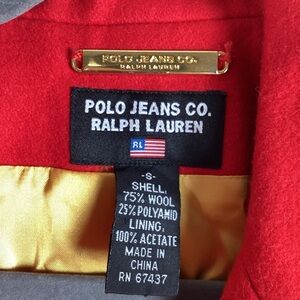 POLO JEANS CO.
RALPH LAUREN
POLO JEANS CO.
RALPH LAUREN
RL
-S-
SHELL,
75% WOOL
25% POLYAMID
LINING,
100% ACETATE
MADE IN
CHINA
RN 67437